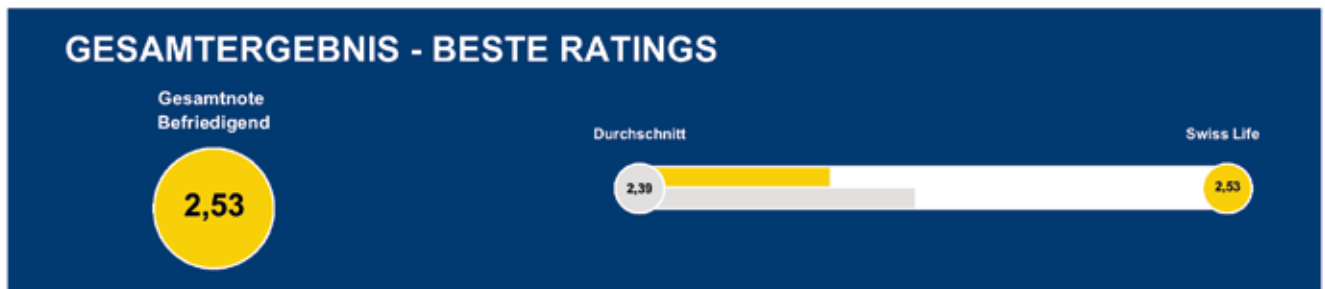 GESAMTERGEBNIS - BESTE RATINGS
Gesamtnote
Befriedigend
2,53
Durchschnitt
Swiss Life
2,39
2,53